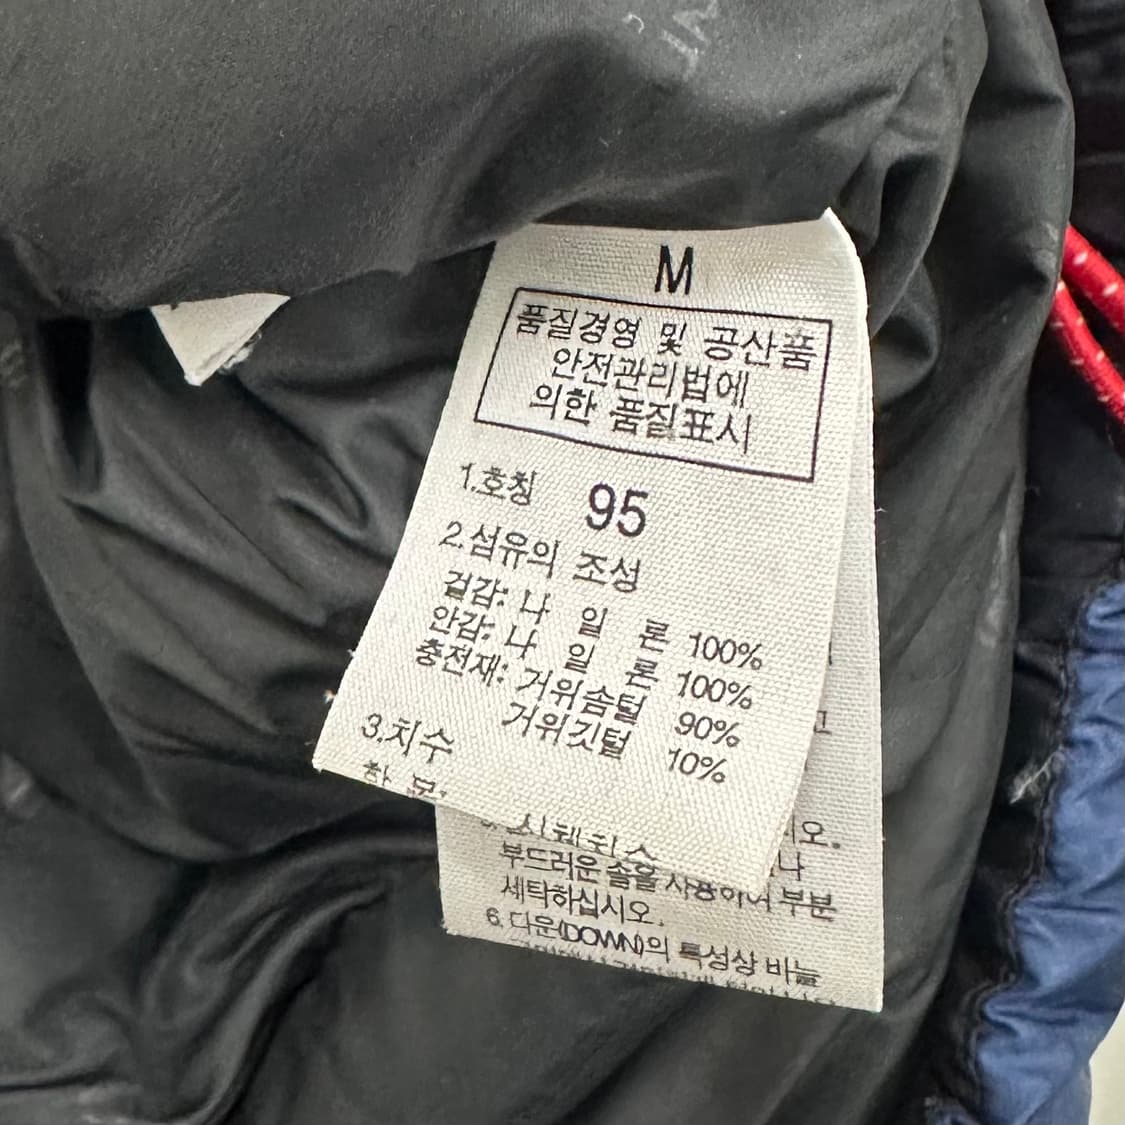 M
품질경영 및 공산품
안전관리법에
의한 품질표시
1.호칭 95
2.섬유의 조성
겉감: 나 일 론 100%
안감: 나 일 론 100%
충전재: 거위솜털 90%
거위깃털 10%
3.치수
부드러운 솔을 사용하여 부분
세탁하십시오.
6. 다운(DOWN)의 특성상 바늘